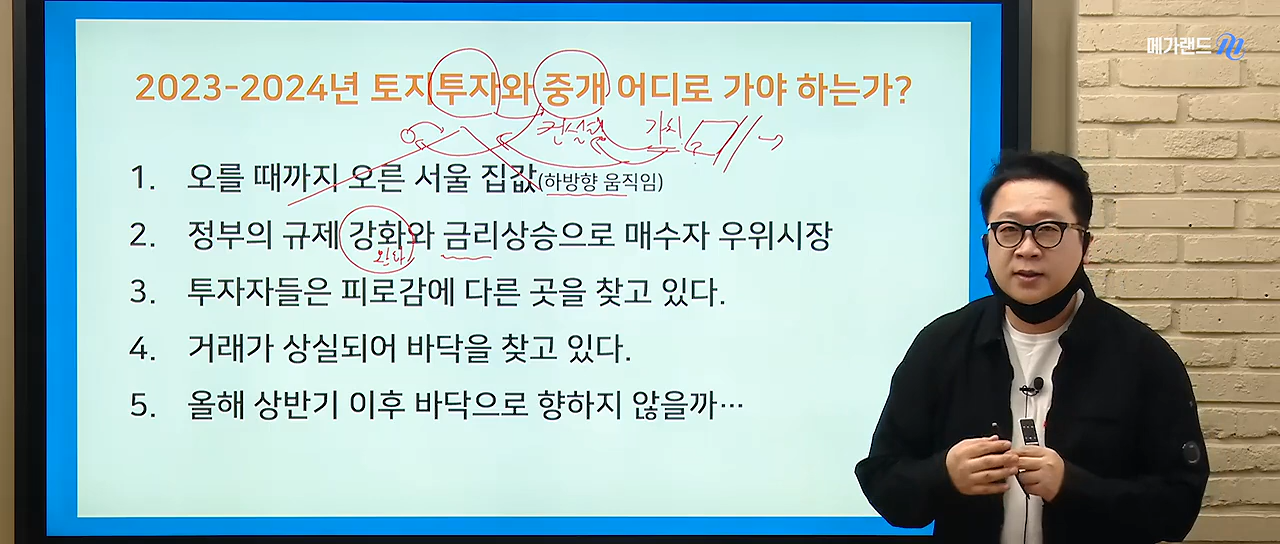 메가랜드
2023-2024년 토지투자와 중개 어디로 가야 하는가?
컨설팅 가치
1. 오를 때까지 오른 서울 집값(하방향 움직임)
2. 정부의 규제 강화와 금리상승으로 매수자 우위시장
완화
3. 투자자들은 피로감에 다른 곳을 찾고 있다.
4. 거래가 상실되어 바닥을 찾고 있다.
5. 올해 상반기 이후 바닥으로 향하지 않을까…